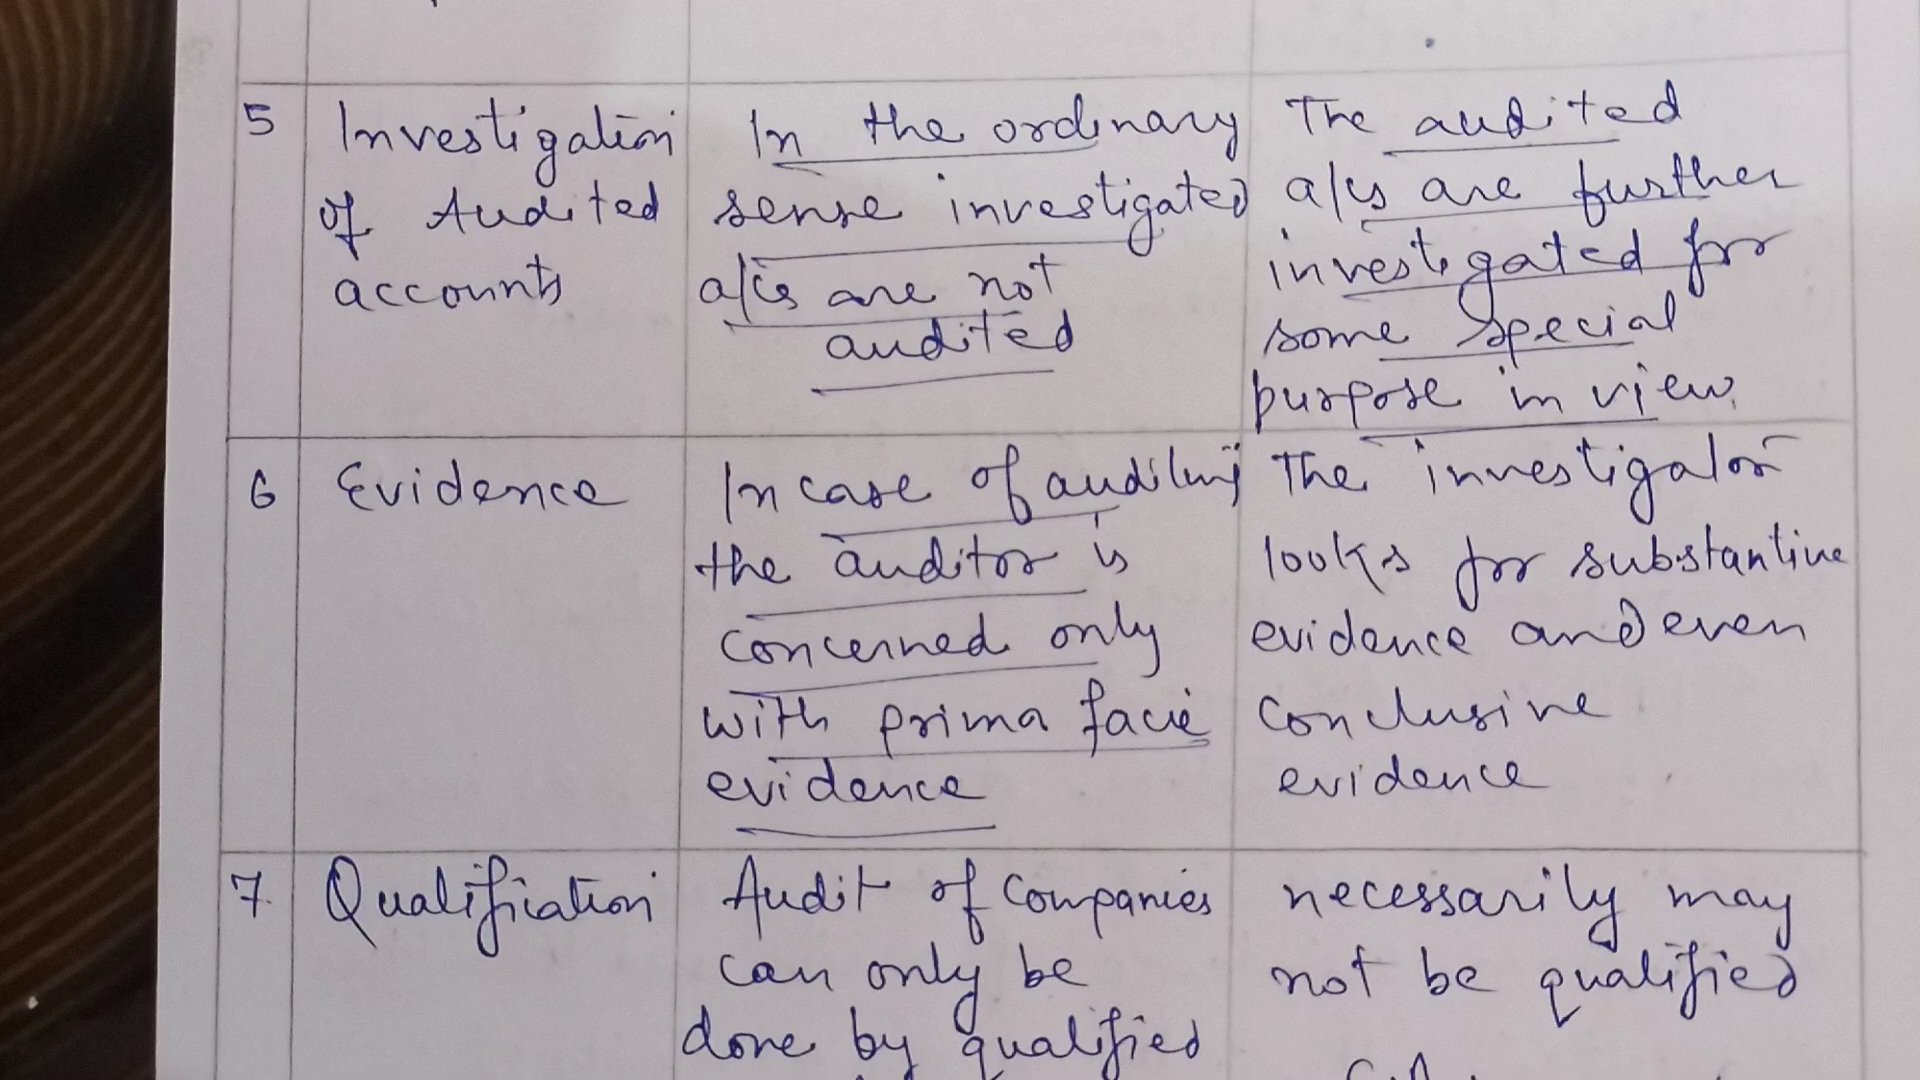 5
Investigation
of Audited
accounts
In the ordinary
sense investigated
a/cs are not
audited
The audited
a/cs are further
investigated for
some special
purpose in view.
6
Evidence
In case of auditing
the auditor is
concerned only
with prima facie
evidence
The investigator
looks for substantive
evidence and even
conclusive
evidence
7.
Qualification
Audit of Companies
can only be
done by qualified
necessarily may
not be qualified